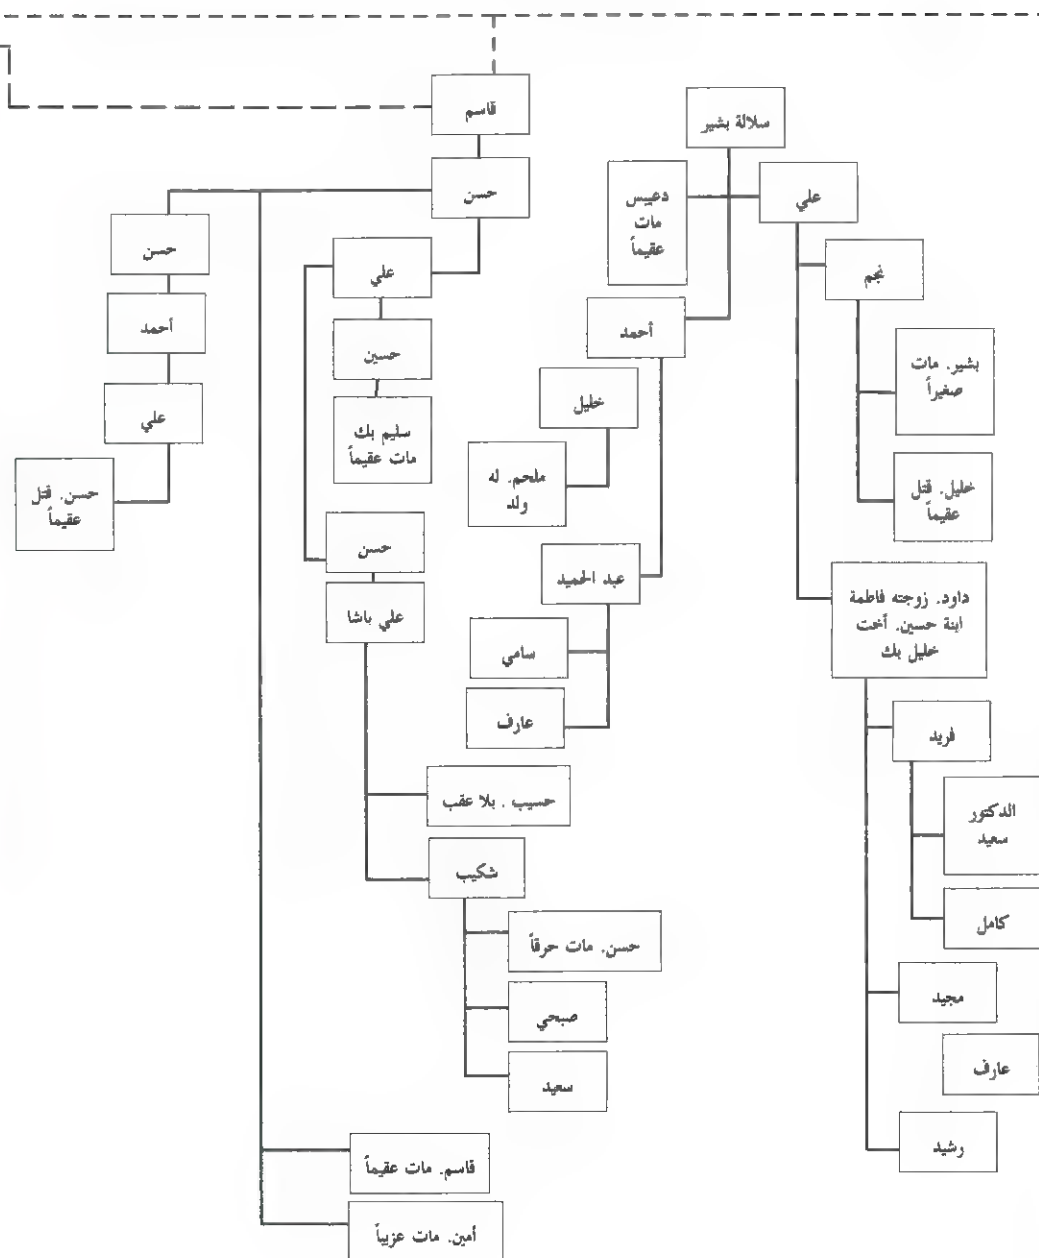 سلالة بشير
علي
دعيبس
مات
عقيماً
نجم
بشير. مات
صغيراً
خليل. قتل
عقيماً
داود. زوجته فاطمة
ابنة حسين. أخت
خليل بك
فريد
الدكتور
سعيد
كامل
مجيد
عارف
رشيد
أحمد
خليل
ملحم. له
ولد
عبد الحميد
سامي
عارف
قاسم
حسن
علي
حسين
سليم بك
مات عقيماً
حسن
علي باشا
حسيب . بلا عقب
شكيب
حسن. مات حرقاً
صبحي
سعيد
حسن
أحمد
علي
حسن. قتل
عقيماً
قاسم. مات عقيماً
أمين. مات عزيباً